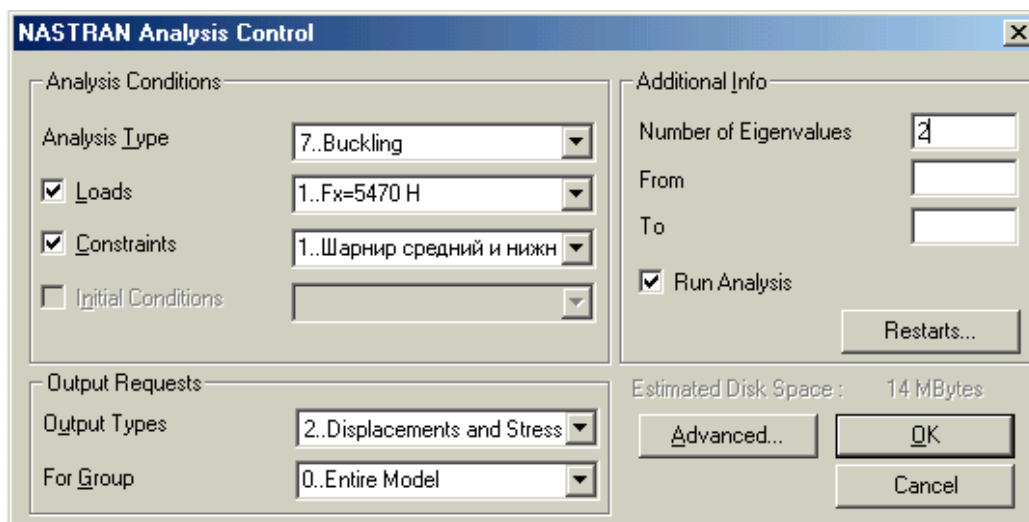 NASTRAN Analysis Control
Analysis Conditions
Analysis Type
7..Buckling
Loads
1..Fx=5470 H
Constraints
1..Шарнир средний и нижн
Initial Conditions
Output Requests
Output Types
2..Displacements and Stress
For Group
0..Entire Model
Additional Info
Number of Eigenvalues
2
From
To
Run Analysis
Restarts...
Estimated Disk Space : 14 MBytes
Advanced...
OK
Cancel